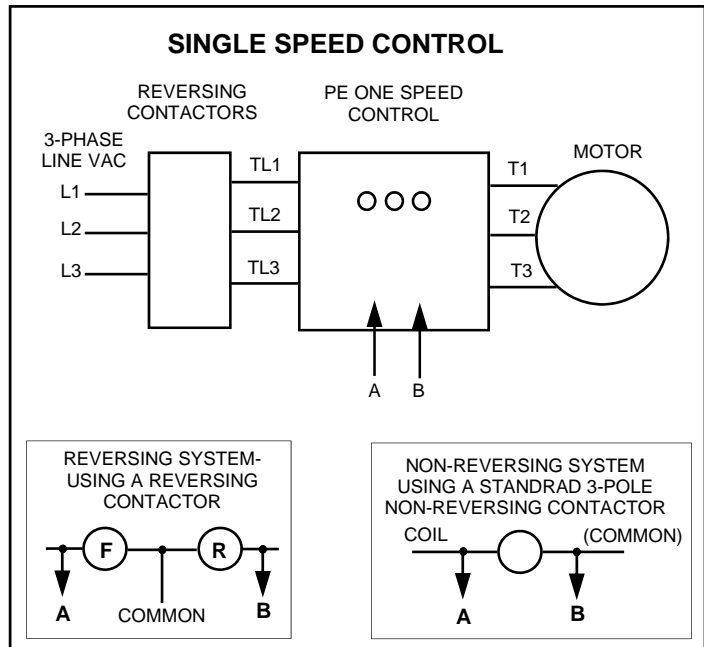 SINGLE SPEED CONTROL
REVERSING
CONTACTORS
PE ONE SPEED
CONTROL
3-PHASE
LINE VAC
MOTOR
L1
L2
L3
TL1
TL2
TL3
T1
T2
T3
A
B
REVERSING SYSTEM-
USING A REVERSING
CONTACTOR
F
R
A
COMMON
B
NON-REVERSING SYSTEM
USING A STANDRAD 3-POLE
NON-REVERSING CONTACTOR
COIL
(COMMON)
A
B